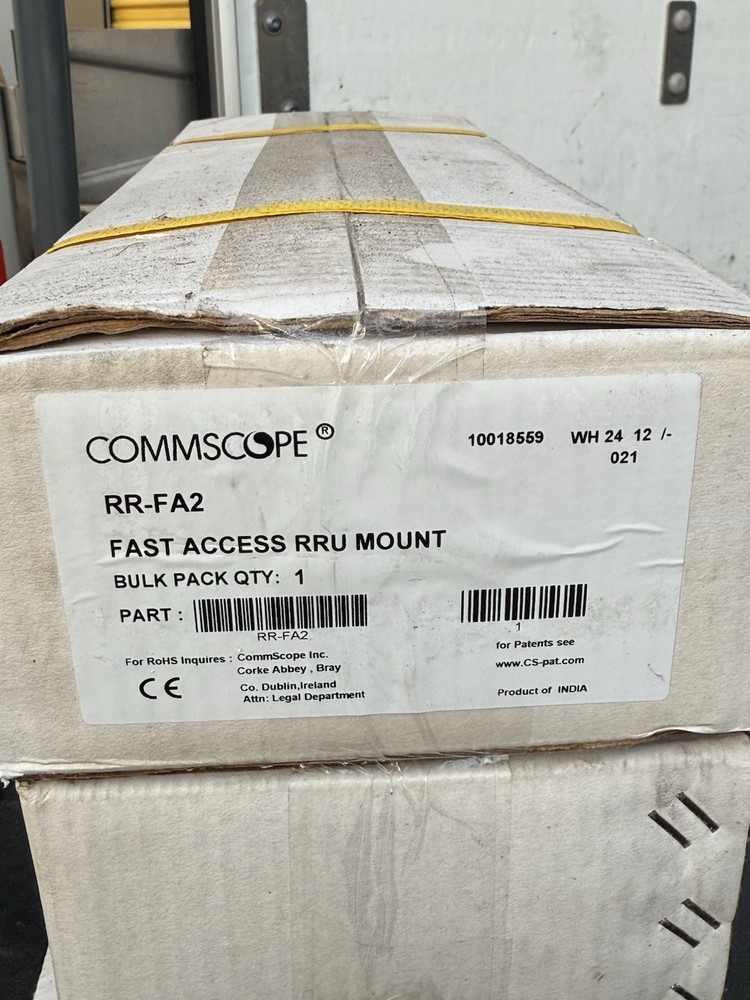 COMMSCOPE®
10018559 WH 24 12 /-
021
RR-FA2
FAST ACCESS RRU MOUNT
BULK PACK QTY: 1
PART :
RR-FA2
1
For RoHS Inquires : CommScope Inc.
Corke Abbey , Bray
Co. Dublin,Ireland
Attn: Legal Department
CE
for Patents see
www.CS-pat.com
Product of INDIA